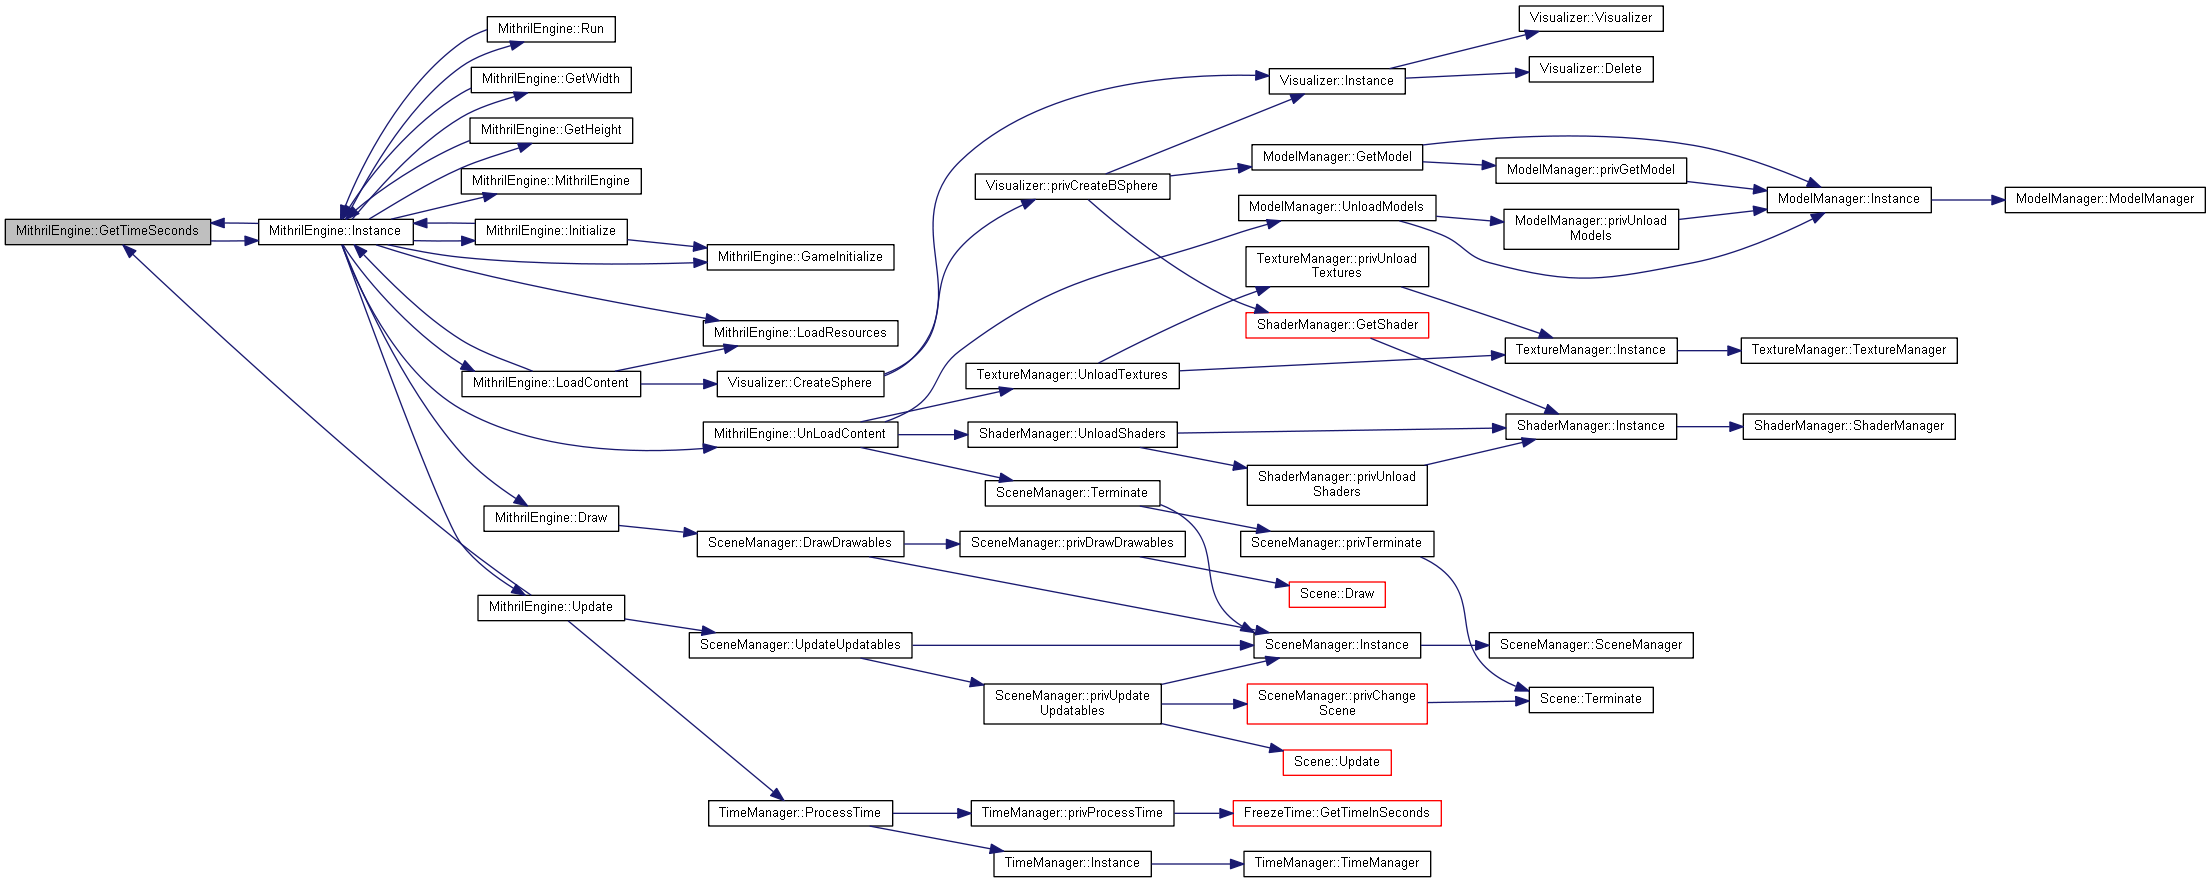 MithrilEngine::GetTimeSeconds
MithrilEngine::Instance
MithrilEngine::Run
MithrilEngine::GetWidth
MithrilEngine::GetHeight
MithrilEngine::MithrilEngine
MithrilEngine::Initialize
MithrilEngine::GameInitialize
MithrilEngine::LoadResources
MithrilEngine::LoadContent
Visualizer::CreateSphere
MithrilEngine::UnLoadContent
MithrilEngine::Draw
SceneManager::DrawDrawables
MithrilEngine::Update
SceneManager::UpdateUpdatables
TimeManager::ProcessTime
Visualizer::privCreateBSphere
TextureManager::UnloadTextures
ShaderManager::UnloadShaders
SceneManager::Terminate
SceneManager::privDrawDrawables
SceneManager::privUpdate
Updatables
TimeManager::privProcessTime
TimeManager::Instance
Visualizer::Instance
ModelManager::GetModel
ModelManager::UnloadModels
TextureManager::privUnload
Textures
ShaderManager::GetShader
ShaderManager::privUnload
Shaders
SceneManager::privTerminate
Scene::Draw
SceneManager::Instance
SceneManager::privChange
Scene
Scene::Update
FreezeTime::GetTimeInSeconds
TimeManager::TimeManager
Visualizer::Visualizer
Visualizer::Delete
ModelManager::privGetModel
ModelManager::privUnload
Models
TextureManager::Instance
ShaderManager::Instance
SceneManager::SceneManager
Scene::Terminate
ModelManager::Instance
TextureManager::TextureManager
ShaderManager::ShaderManager
ModelManager::ModelManager